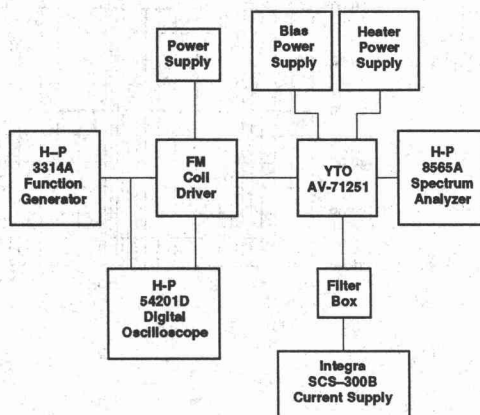 Power
Supply
Bias
Power
Supply
Heater
Power
Supply
H–P
3314A
Function
Generator
FM
Coil
Driver
YTO
AV-71251
H-P
8565A
Spectrum
Analyzer
H-P
54201D
Digital
Oscilloscope
Filter
Box
Integra
SCS–300B
Current Supply